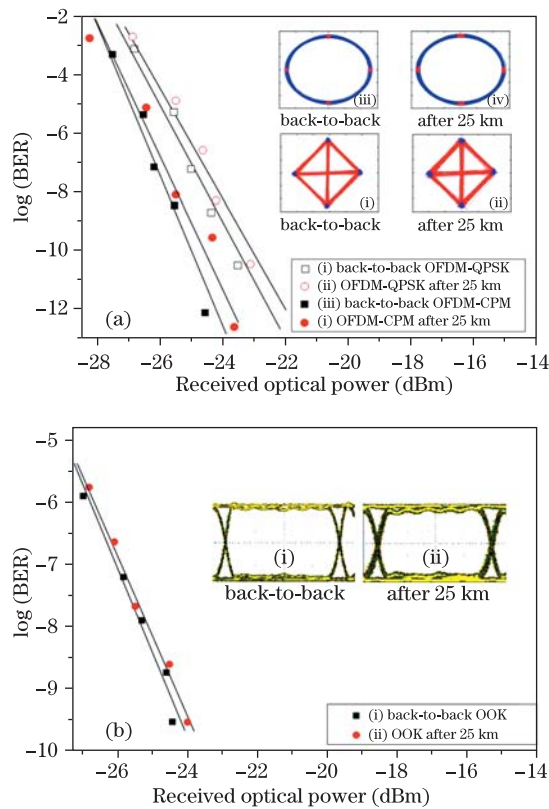 −2
−4
−6
−8
−10
−12
log (BER)
(iii)
(iv)
back-to-back
after 25 km
(i)
(ii)
back-to-back
after 25 km
(i) back-to-back OFDM-QPSK
(ii) OFDM-QPSK after 25 km
(iii) back-to-back OFDM-CPM
(i) OFDM-CPM after 25 km
(a)
−28 −26 −24 −22 −20 −18 −16 −14
Received optical power (dBm)
−5
−6
−7
−8
−9
−10
log (BER)
(i)
(ii)
back-to-back
after 25 km
(i) back-to-back OOK
(ii) OOK after 25 km
(b)
−26 −24 −22 −20 −18 −16 −14
Received optical power (dBm)